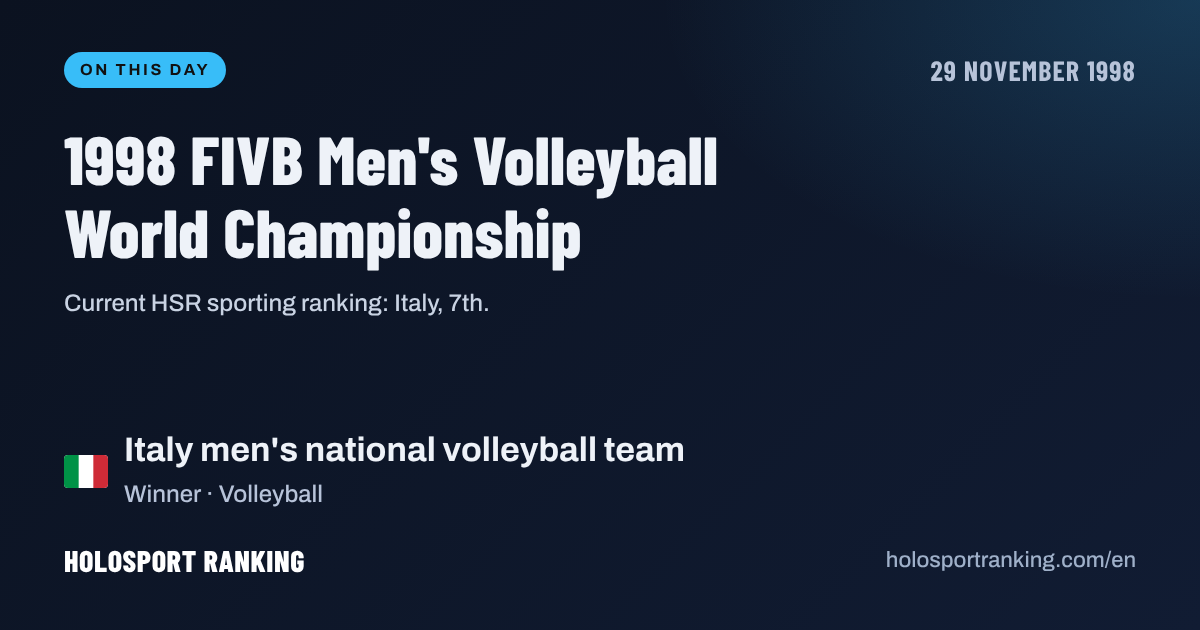 ON THIS DAY
29 NOVEMBER 1998
1998 FIVB Men's Volleyball
World Championship
Current HSR sporting ranking: Italy, 7th.
Italy men's national volleyball team
Winner · Volleyball
HOLOSPORT RANKING
holosportranking.com/en